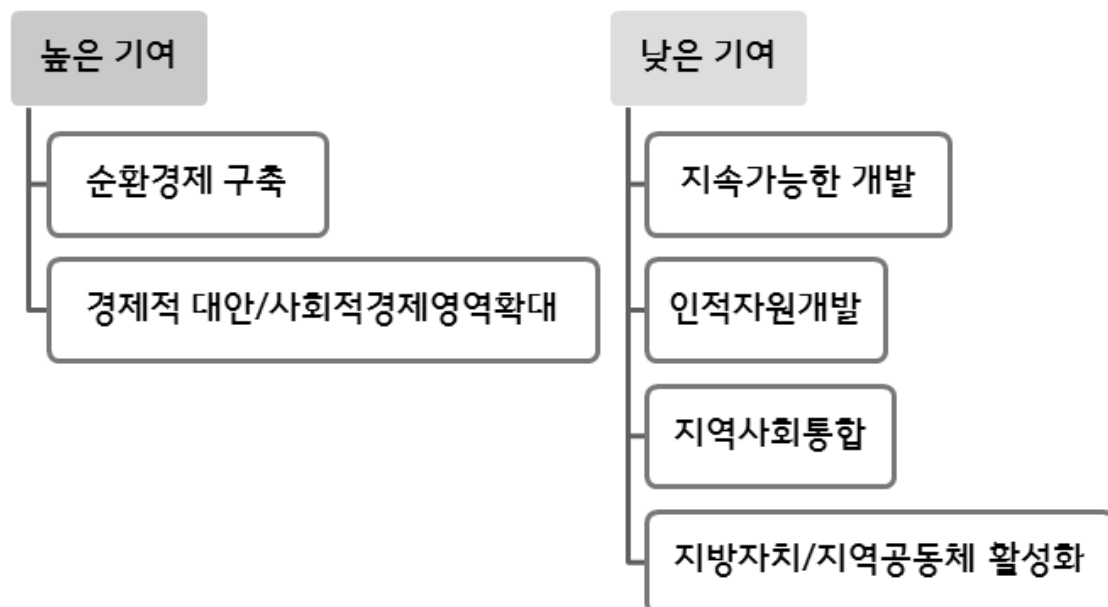 높은 기여
순환경제 구축
경제적 대안/사회적경제영역확대
낮은 기여
지속가능한 개발
인적자원개발
지역사회통합
지방자치/지역공동체 활성화